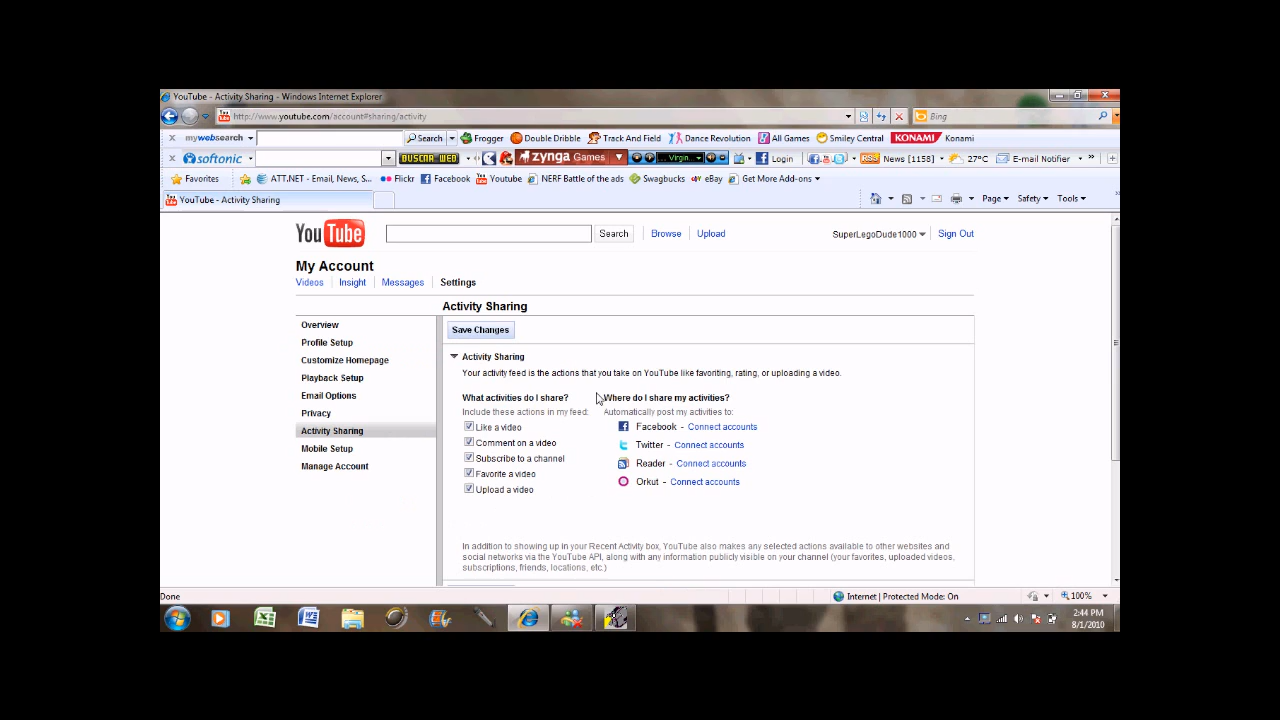 YouTube - Activity Sharing - Windows Internet Explorer
http://www.youtube.com/account#sharing/activity
Bing
mywebsearch Search Frogger Double Dribble Track And Field Dance Revolution All Games Smiley Central KONAMI Konami
softonic BUSCAR WEB zynga Games Virgin... Login RSS News [1158] 27°C E-mail Notifier
Favorites ATT.NET - Email, News, S... Flickr Facebook Youtube NERF Battle of the ads Swagbucks eBay Get More Add-ons
YouTube - Activity Sharing Page Safety Tools
YouTube Search Browse Upload SuperLegoDude1000 Sign Out
My Account
Videos Insight Messages Settings
Activity Sharing
Overview
Profile Setup
Customize Homepage
Playback Setup
Email Options
Privacy
Activity Sharing
Mobile Setup
Manage Account
Save Changes
Activity Sharing
Your activity feed is the actions that you take on YouTube like favoriting, rating, or uploading a video.
What activities do I share?
Include these actions in my feed:
Like a video
Comment on a video
Subscribe to a channel
Favorite a video
Upload a video
Where do I share my activities?
Automatically post my activities to:
Facebook - Connect accounts
Twitter - Connect accounts
Reader - Connect accounts
Orkut - Connect accounts
In addition to showing up in your Recent Activity box, YouTube also makes any selected actions available to other websites and
social networks via the YouTube API, along with any information publicly visible on your channel (your favorites, uploaded videos,
subscriptions, friends, locations, etc.)
Done Internet | Protected Mode: On 100%
2:44 PM
8/1/2010